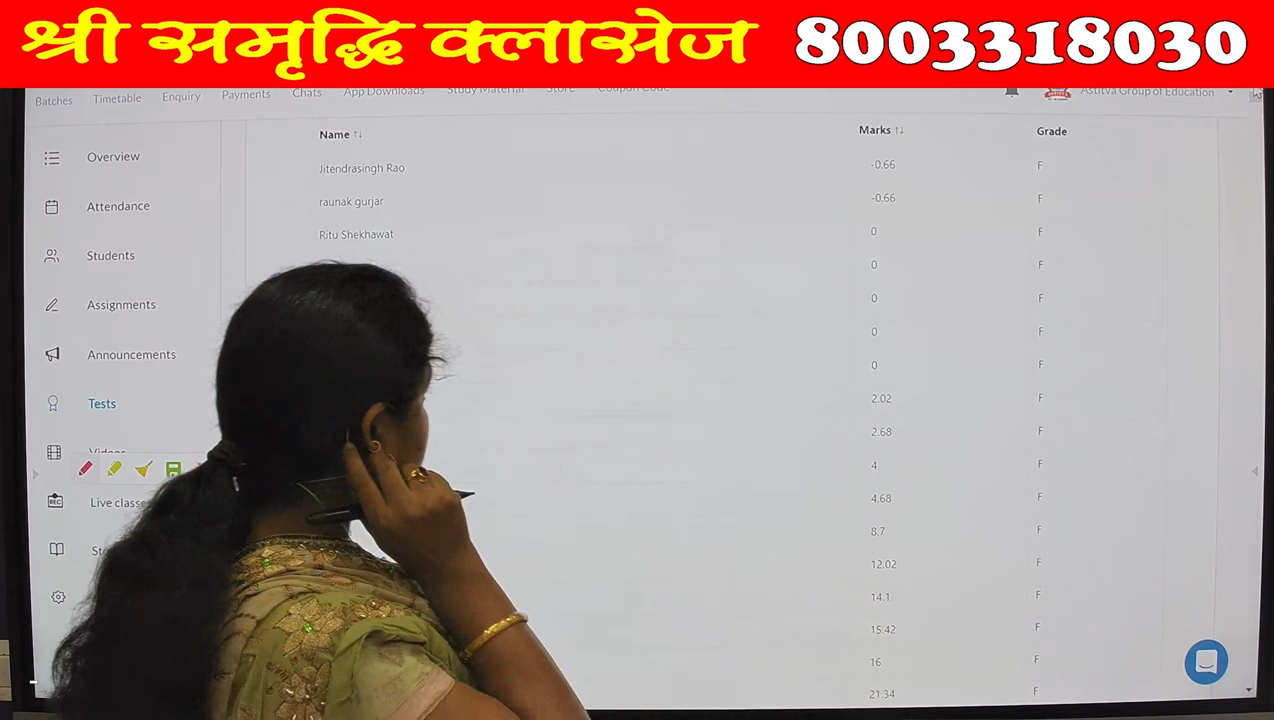 श्री समृद्धि क्लासेज 8003318030
Batches Timetable Enquiry Payments Chats App Downloads Study Material Store Coupon Code Astitva Group of Education
Name Marks Grade
Overview
Jitendrasingh Rao -0.66 F
Attendance
raunak gurjar -0.66 F
Ritu Shekhawat 0 F
Students
0 F
Assignments
0 F
0 F
Announcements
0 F
Tests
2.02 F
2.68 F
Videos
4 F
REC Live classes
4.68 F
8.7 F
12.02 F
14.1 F
15.42 F
16 F
21.34 F